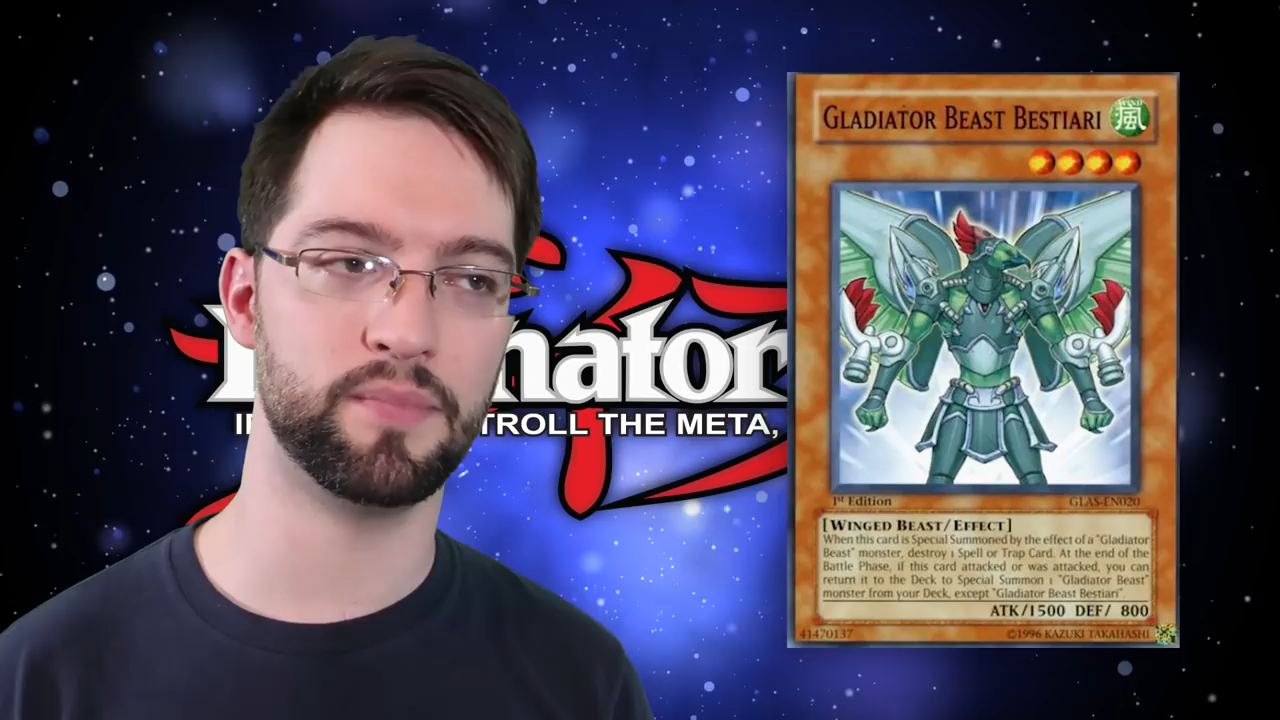 GLADIATOR BEAST BESTIARI
WIND
風
nator
TROLL THE META,
1st Edition
GLAS-EN020
[WINGED BEAST/EFFECT]
When this card is Special Summoned by the effect of a "Gladiator
Beast" monster, destroy 1 Spell or Trap Card. At the end of the
Battle Phase, if this card attacked or was attacked, you can
return it to the Deck to Special Summon 1 "Gladiator Beast"
monster from your Deck, except "Gladiator Beast Bestiari".
ATK/1500 DEF/ 800
41470137
©1996 KAZUKI TAKAHASHI